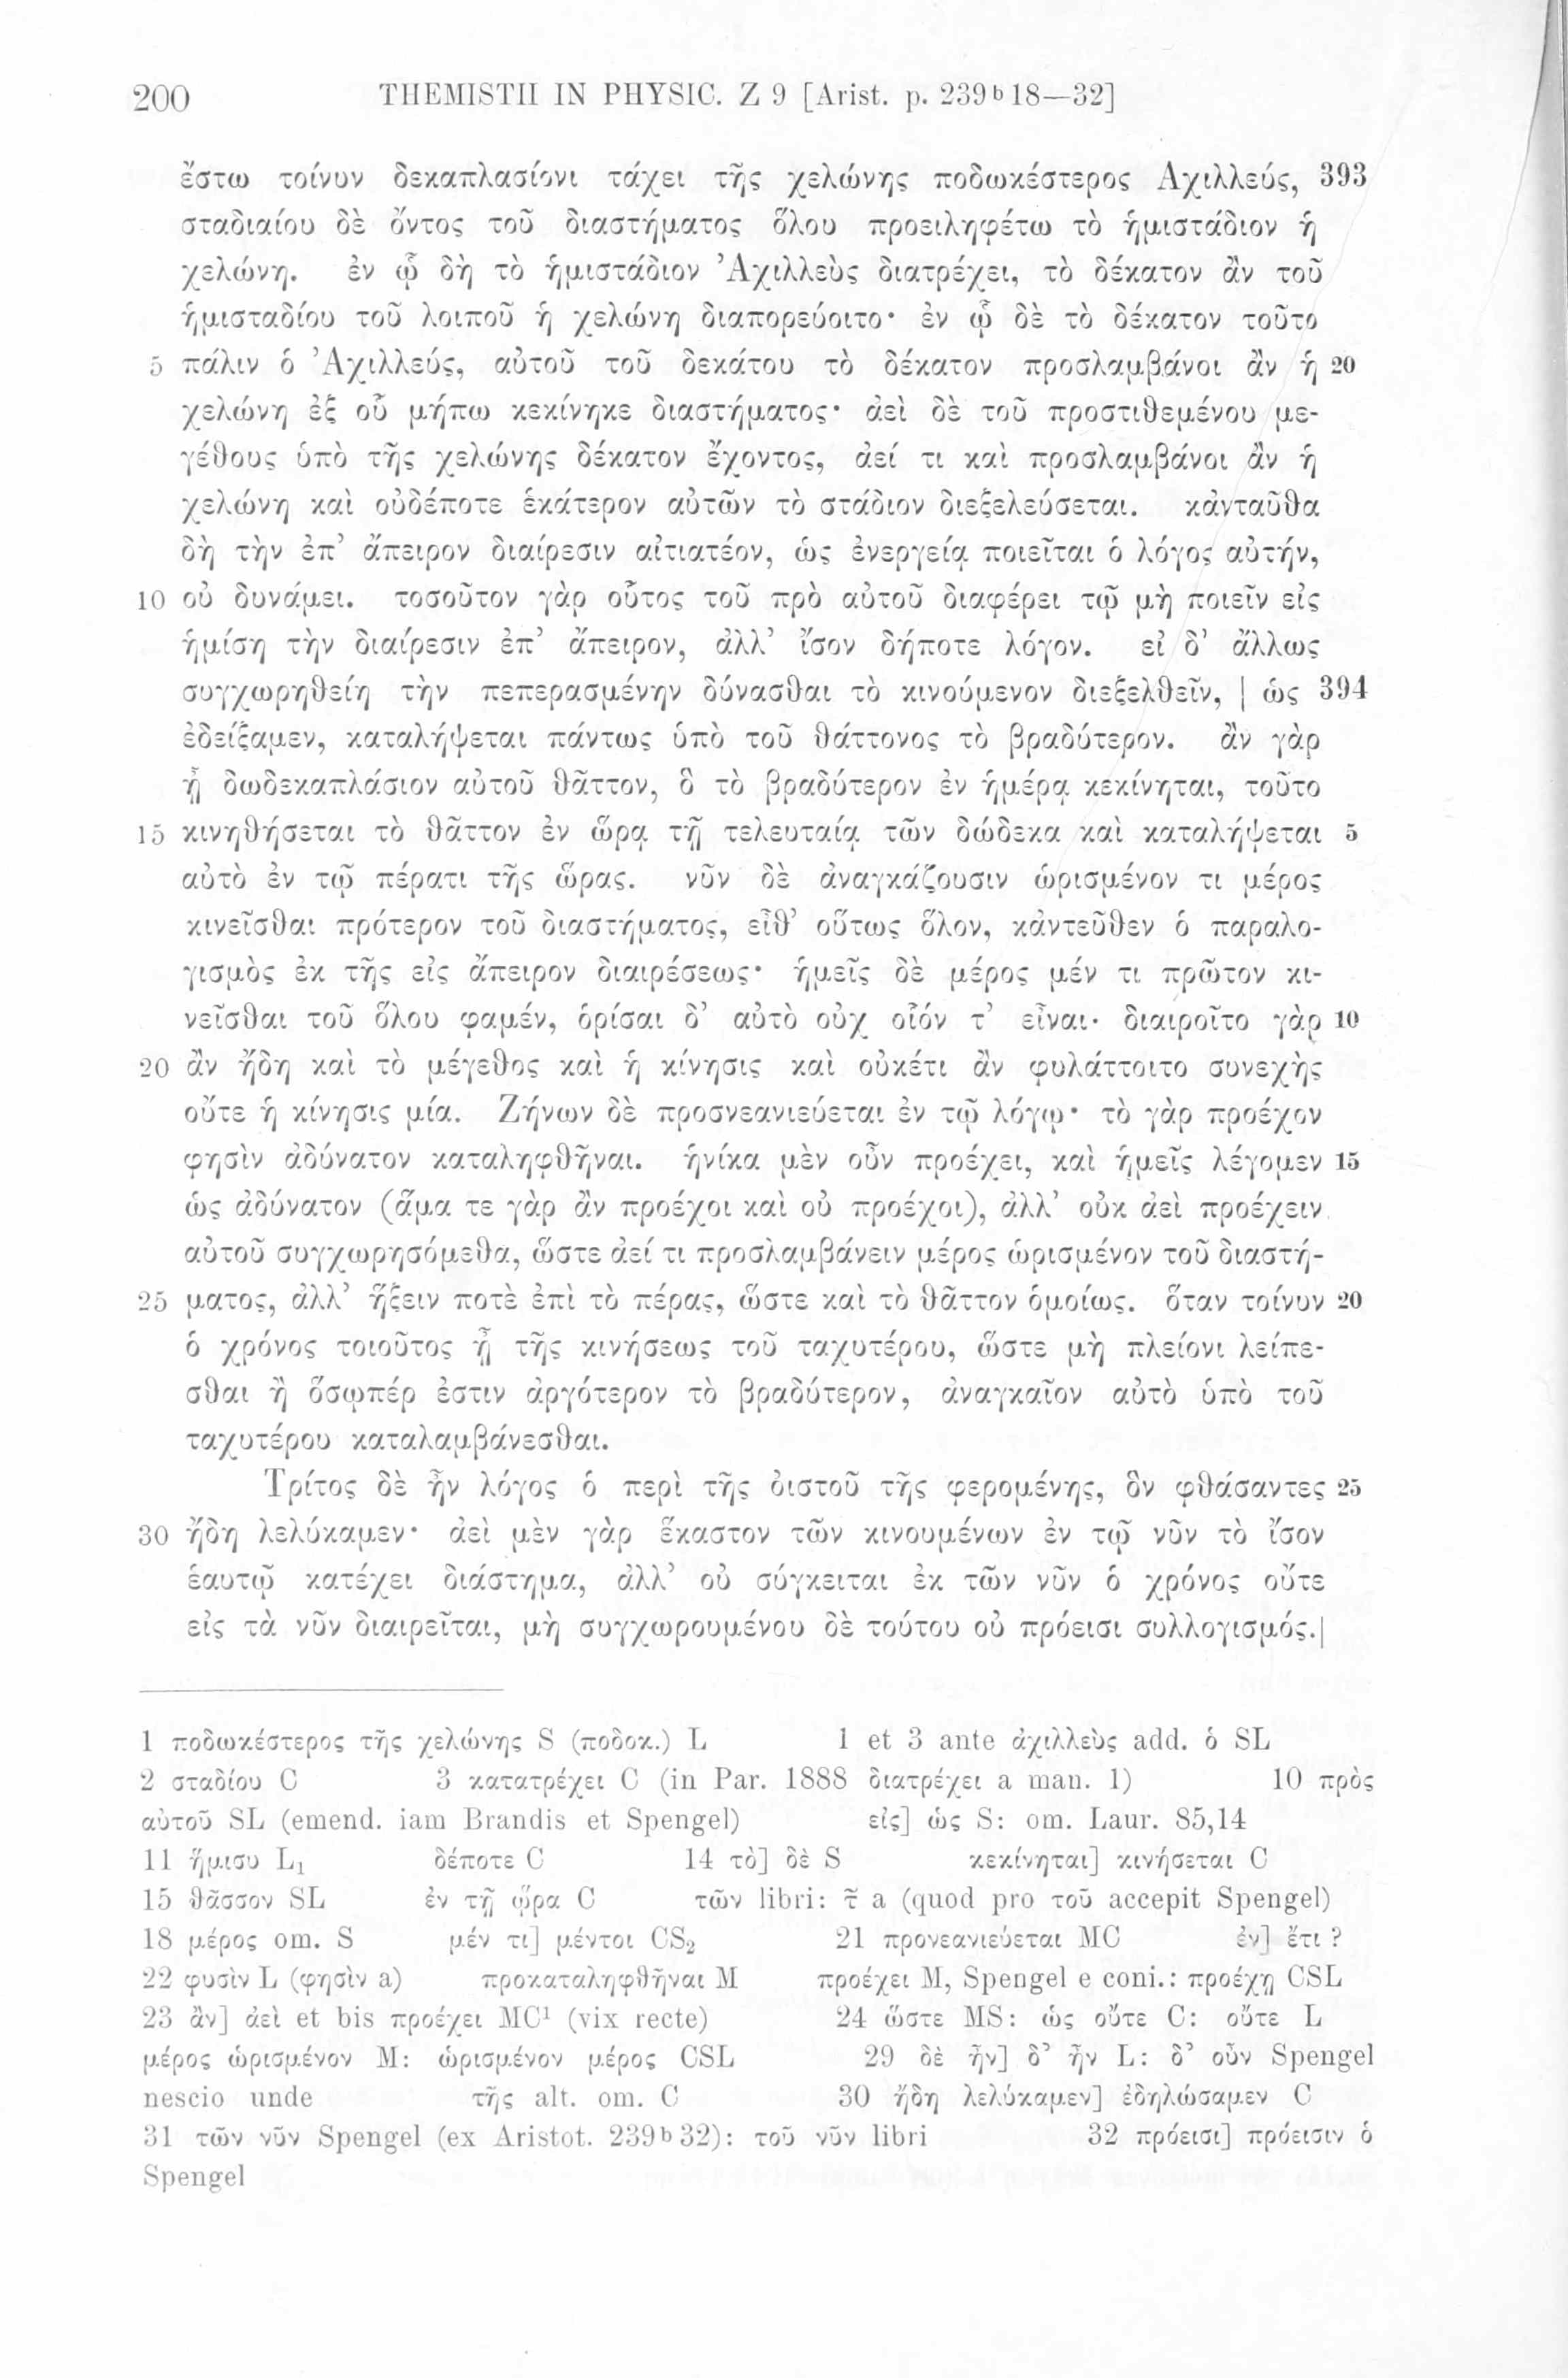 200 THEMISTII IN PHYSIC. Z 9 [Arist. p. 239ᵇ18—32]
ἔστω τοίνυν δεκαπλασίονι τάχει τῆς χελώνης ποδωκέστερος Ἀχιλλεύς, 393
σταδιαίου δὲ ὄντος τοῦ διαστήματος ὅλου προειληφέτω τὸ ἡμιστάδιον ἡ
χελώνη. ἐν ᾧ δὴ τὸ ἡμιστάδιον Ἀχιλλεὺς διατρέχει, τὸ δέκατον ἂν τοῦ
ἡμισταδίου τοῦ λοιποῦ ἡ χελώνη διαπορεύοιτο· ἐν ᾧ δὲ τὸ δέκατον τοῦτο
5 πάλιν ὁ Ἀχιλλεύς, αὐτοῦ τοῦ δεκάτου τὸ δέκατον προσλαμβάνοι ἂν ἡ 20
χελώνη ἐξ οὗ μήπω κεκίνηκε διαστήματος· ἀεὶ δὲ τοῦ προστιθεμένου με-
γέθους ὑπὸ τῆς χελώνης δέκατον ἔχοντος, ἀεί τι καὶ προσλαμβάνοι ἂν ἡ
χελώνη καὶ οὐδέποτε ἑκάτερον αὐτῶν τὸ στάδιον διεξελεύσεται. κἀνταῦθα
δὴ τὴν ἐπ’ ἄπειρον διαίρεσιν αἰτιατέον, ὡς ἐνεργείᾳ ποιεῖται ὁ λόγος αὐτήν,
10 οὐ δυνάμει. τοσοῦτον γὰρ οὗτος τοῦ πρὸ αὐτοῦ διαφέρει τῷ μὴ ποιεῖν εἰς
ἡμίση τὴν διαίρεσιν ἐπ’ ἄπειρον, ἀλλ’ ἴσον δήποτε λόγον. εἰ δ’ ἄλλως
συγχωρηθείη τὴν πεπερασμένην δύνασθαι τὸ κινούμενον διεξελθεῖν, | ὡς 394
ἐδείξαμεν, καταλήψεται πάντως ὑπὸ τοῦ θάττονος τὸ βραδύτερον. ἂν γὰρ
ᾖ δωδεκαπλάσιον αὐτοῦ θᾶττον, ὃ τὸ βραδύτερον ἐν ἡμέρᾳ κεκίνηται, τοῦτο
15 κινηθήσεται τὸ θᾶττον ἐν ὥρᾳ τῇ τελευταίᾳ τῶν δώδεκα καὶ καταλήψεται 5
αὐτὸ ἐν τῷ πέρατι τῆς ὥρας. νῦν δὲ ἀναγκάζουσιν ὡρισμένον τι μέρος
κινεῖσθαι πρότερον τοῦ διαστήματος, εἶθ’ οὕτως ὅλον, κἀντεῦθεν ὁ παραλο-
γισμὸς ἐκ τῆς εἰς ἄπειρον διαιρέσεως· ἡμεῖς δὲ μέρος μέν τι πρῶτον κι-
νεῖσθαι τοῦ ὅλου φαμέν, ὁρίσαι δ’ αὐτὸ οὐχ οἷόν τ’ εἶναι· διαιροῖτο γὰρ 10
20 ἂν ἤδη καὶ τὸ μέγεθος καὶ ἡ κίνησις καὶ οὐκέτι ἂν φυλάττοιτο συνεχὴς
οὔτε ἡ κίνησις μία. Ζήνων δὲ προσνεανιεύεται ἐν τῷ λόγῳ· τὸ γὰρ προέχον
φησὶν ἀδύνατον καταληφθῆναι. ἡνίκα μὲν οὖν προέχει, καὶ ἡμεῖς λέγομεν 15
ὡς ἀδύνατον (ἅμα τε γὰρ ἂν προέχοι καὶ οὐ προέχοι), ἀλλ’ οὐκ ἀεὶ προέχειν
αὐτοῦ συγχωρησόμεθα, ὥστε ἀεί τι προσλαμβάνειν μέρος ὡρισμένον τοῦ διαστή-
25 ματος, ἀλλ’ ἥξειν ποτὲ ἐπὶ τὸ πέρας, ὥστε καὶ τὸ θᾶττον ὁμοίως. ὅταν τοίνυν 20
ὁ χρόνος τοιοῦτος ᾖ τῆς κινήσεως τοῦ ταχυτέρου, ὥστε μὴ πλείονι λείπε-
σθαι ἢ ὅσῳπέρ ἐστιν ἀργότερον τὸ βραδύτερον, ἀναγκαῖον αὐτὸ ὑπὸ τοῦ
ταχυτέρου καταλαμβάνεσθαι.
Τρίτος δὲ ἦν λόγος ὁ περὶ τῆς ὀιστοῦ τῆς φερομένης, ὃν φθάσαντες 25
30 ἤδη λελύκαμεν· ἀεὶ μὲν γὰρ ἕκαστον τῶν κινουμένων ἐν τῷ νῦν τὸ ἴσον
ἑαυτῷ κατέχει διάστημα, ἀλλ’ οὐ σύγκειται ἐκ τῶν νῦν ὁ χρόνος οὔτε
εἰς τὰ νῦν διαιρεῖται, μὴ συγχωρουμένου δὲ τούτου οὐ πρόεισι συλλογισμός.|
1 ποδωκέστερος τῆς χελώνης S (ποδοκ.) L 1 et 3 ante ἀχιλλεὺς add. ὁ SL
2 σταδίου C 3 κατατρέχει C (in Par. 1888 διατρέχει a man. 1) 10 πρὸς
αὐτοῦ SL (emend. iam Brandis et Spengel) εἰς] ὡς S: om. Laur. 85,14
11 ἥμισυ L₁ δέποτε C 14 τὸ] δὲ S κεκίνηται] κινήσεται C
15 θᾶσσον SL ἐν τῇ ὥρα C τῶν libri: τ̃ a (quod pro τοῦ accepit Spengel)
18 μέρος om. S μέν τι] μέντοι CS₂ 21 προνεανιεύεται MC ἐν] ἔτι ?
22 φυσὶν L (φησὶν a) προκαταληφθῆναι M προέχει M, Spengel e coni.: προέχῃ CSL
23 ἂν] ἀεὶ et bis προέχει MC¹ (vix recte) 24 ὥστε MS: ὡς οὔτε C: οὔτε L
μέρος ὡρισμένον M: ὡρισμένον μέρος CSL 29 δὲ ἦν] δ’ ἦν L: δ’ οὖν Spengel
nescio unde τῆς alt. om. C 30 ἤδη λελύκαμεν] ἐδηλώσαμεν C
31 τῶν νῦν Spengel (ex Aristot. 239ᵇ32): τοῦ νῦν libri 32 πρόεισι] πρόεισιν ὁ
Spengel